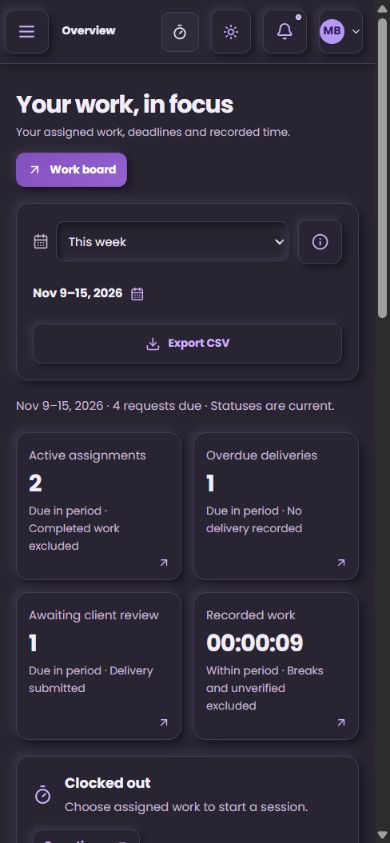 Overview
MB
Your work, in focus
Your assigned work, deadlines and recorded time.
Work board
This week
Nov 9–15, 2026
Export CSV
Nov 9–15, 2026 · 4 requests due · Statuses are current.
Active assignments
2
Due in period ·
Completed work
excluded
Overdue deliveries
1
Due in period · No
delivery recorded
Awaiting client review
1
Due in period · Delivery
submitted
Recorded work
00:00:09
Within period · Breaks
and unverified
excluded
Clocked out
Choose assigned work to start a session.